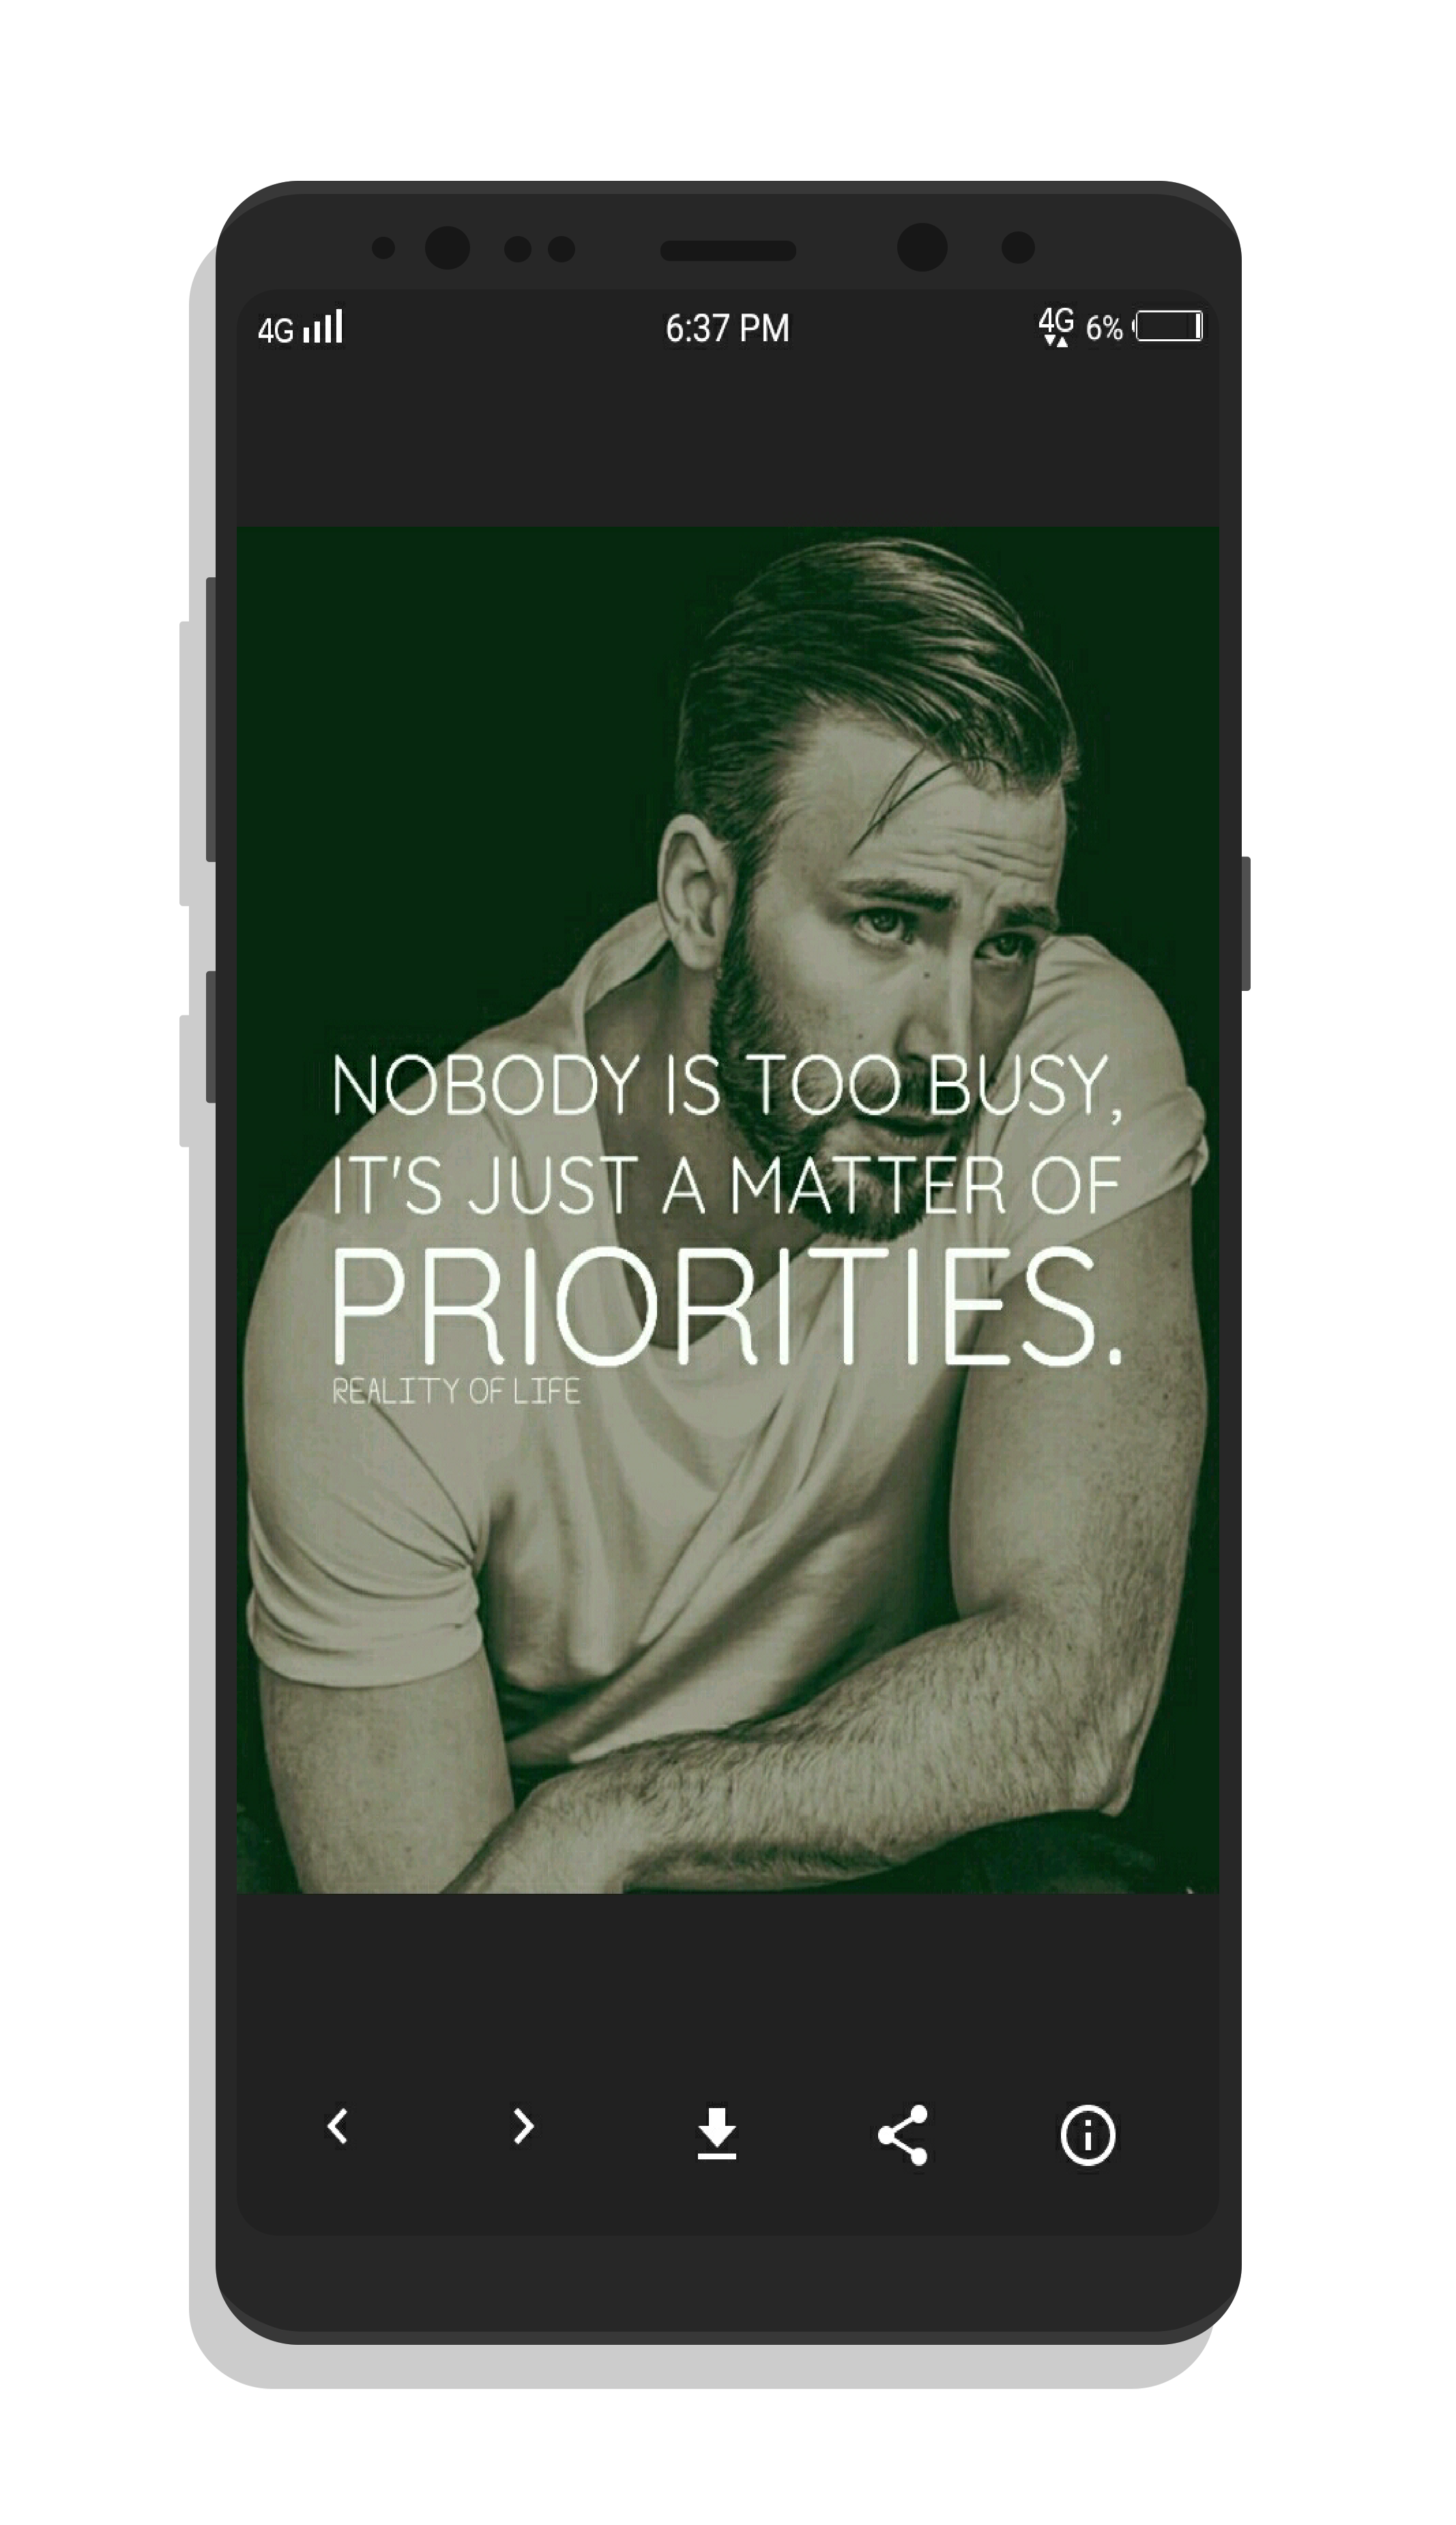 4G 6:37 PM 4G 6%
NOBODY IS TOO BUSY,
IT'S JUST A MATTER OF
PRIORITIES.
REALITY OF LIFE